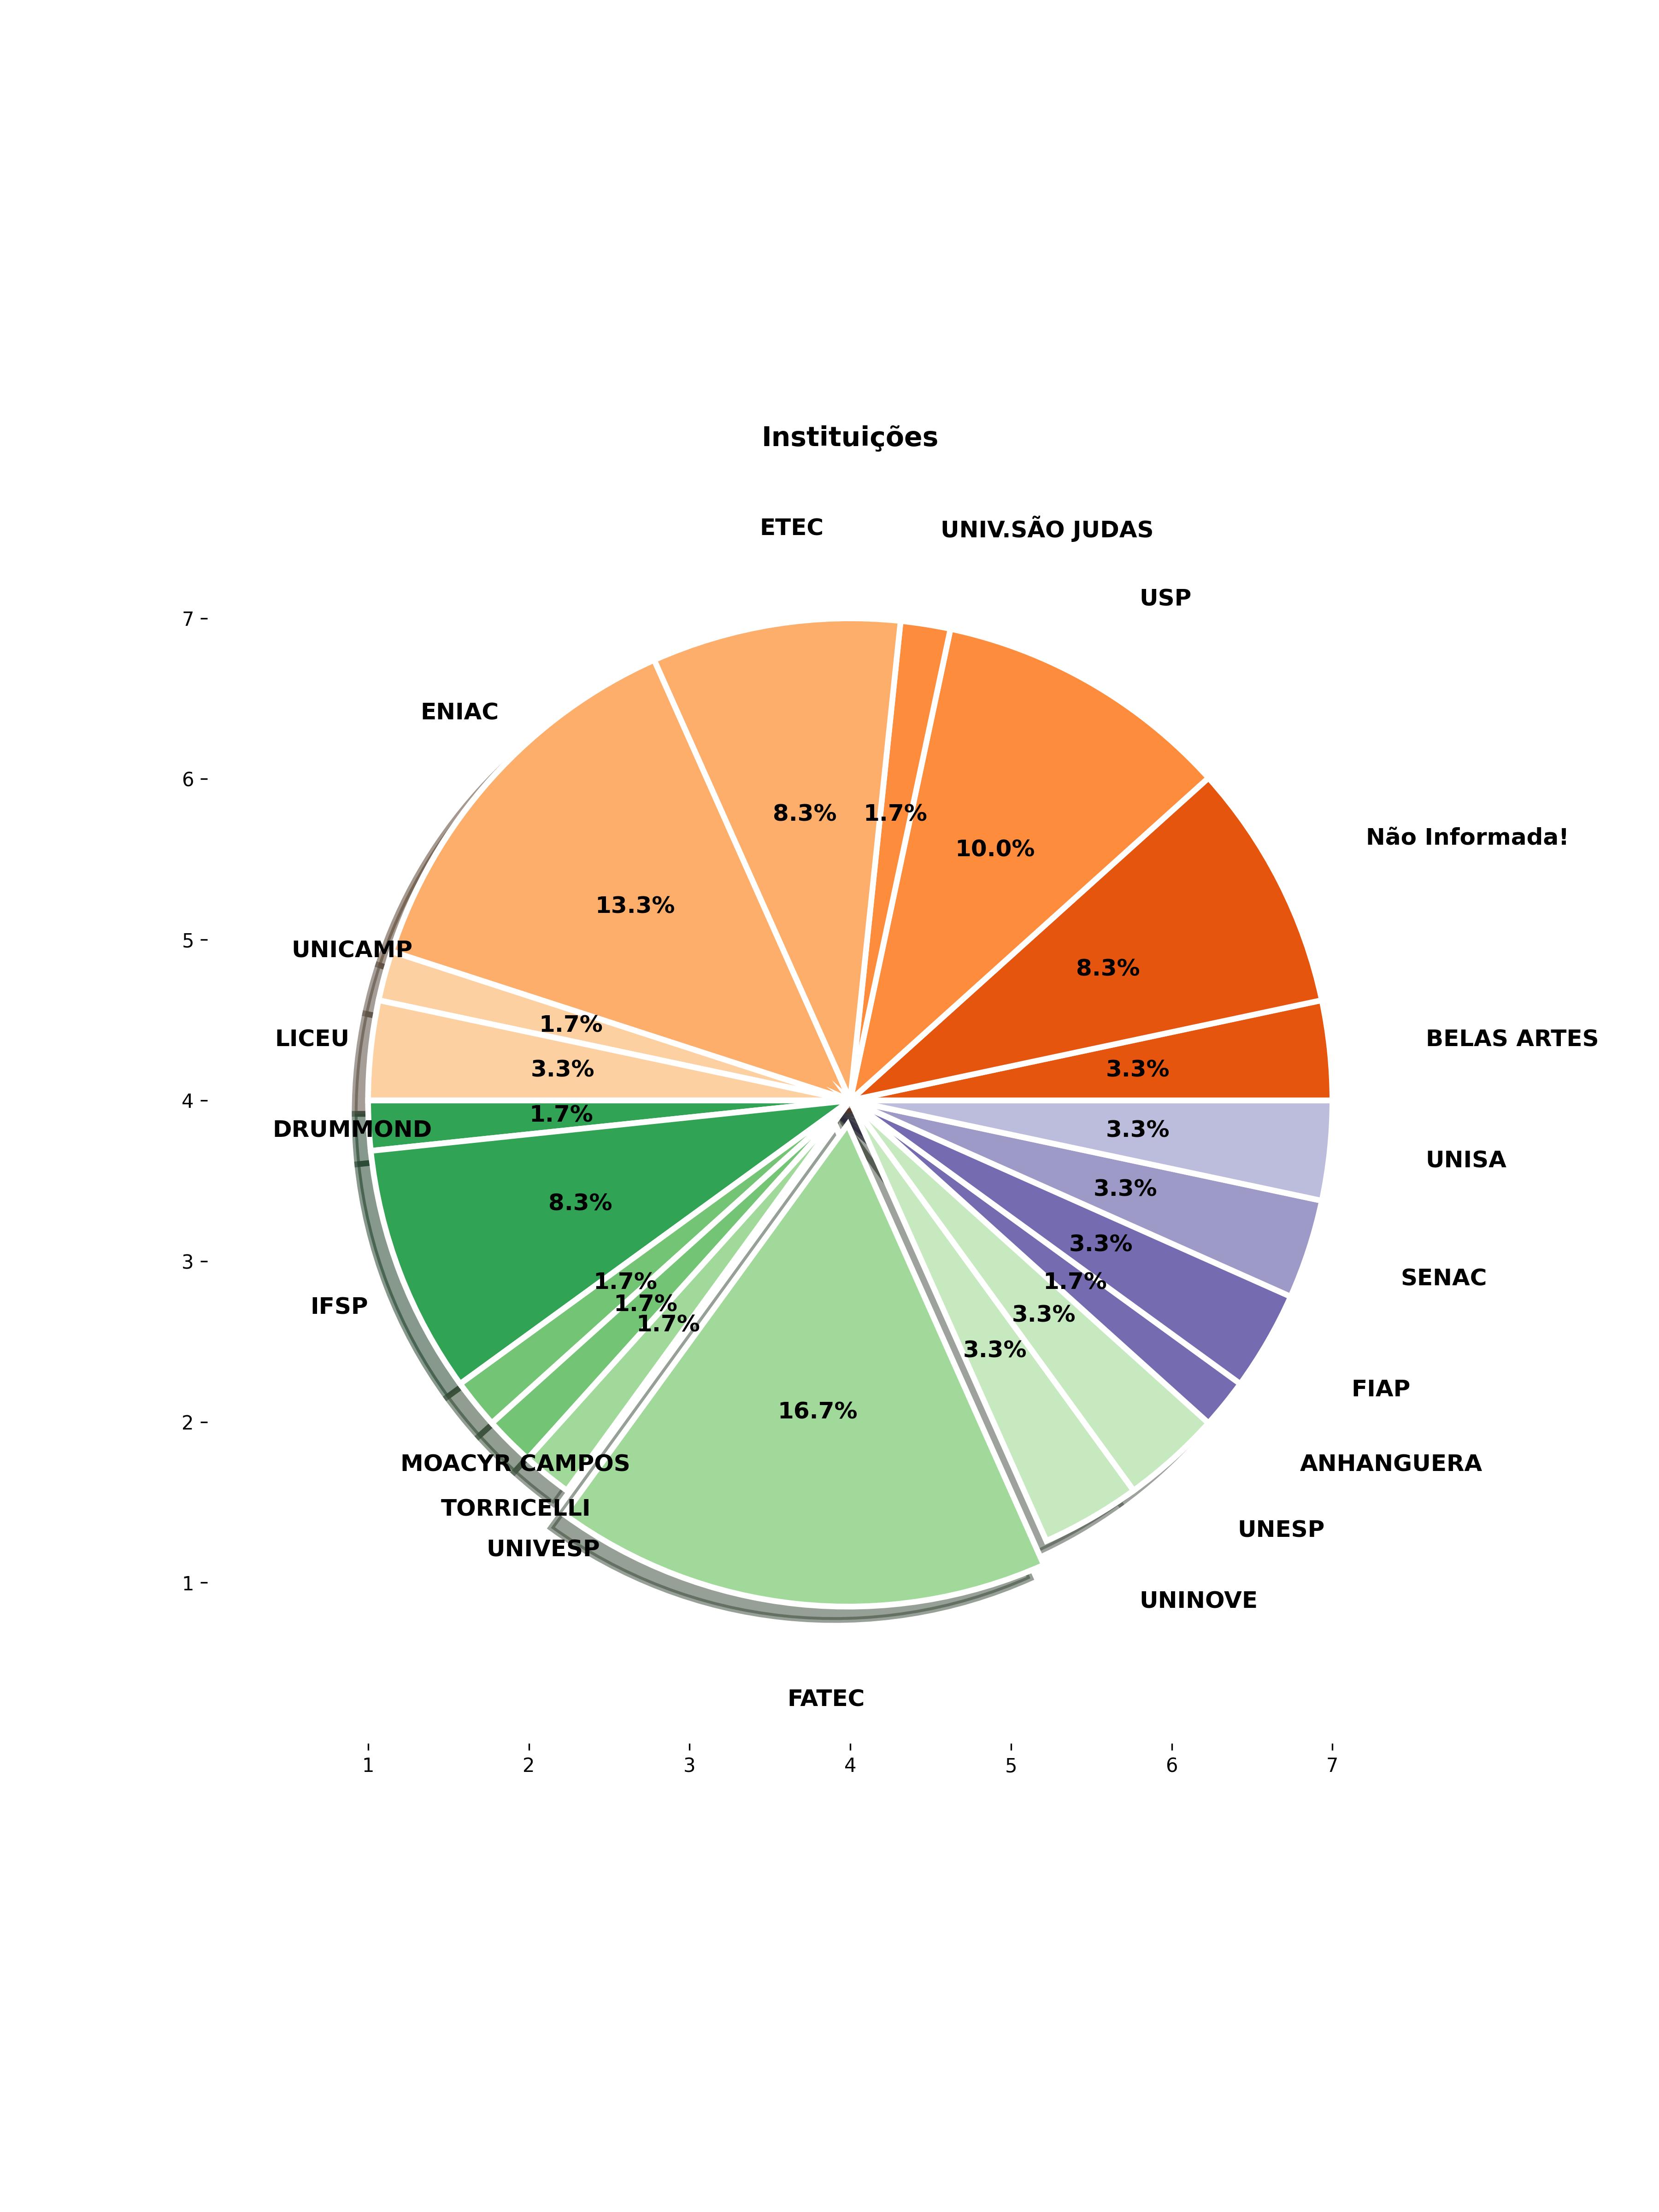 Instituições
ETEC
UNIV.SÃO JUDAS
USP
7
ENIAC
6
8.3%
1.7%
10.0%
Não Informada!
13.3%
5
UNICAMP
8.3%
1.7%
LICEU
BELAS ARTES
3.3%
3.3%
4
1.7%
DRUMMOND
3.3%
UNISA
8.3%
3.3%
3.3%
3
SENAC
1.7%
1.7%
IFSP
1.7%
3.3%
1.7%
3.3%
FIAP
16.7%
2
MOACYR CAMPOS
ANHANGUERA
TORRICELLI
UNESP
UNIVESP
1
UNINOVE
FATEC
1 2 3 4 5 6 7